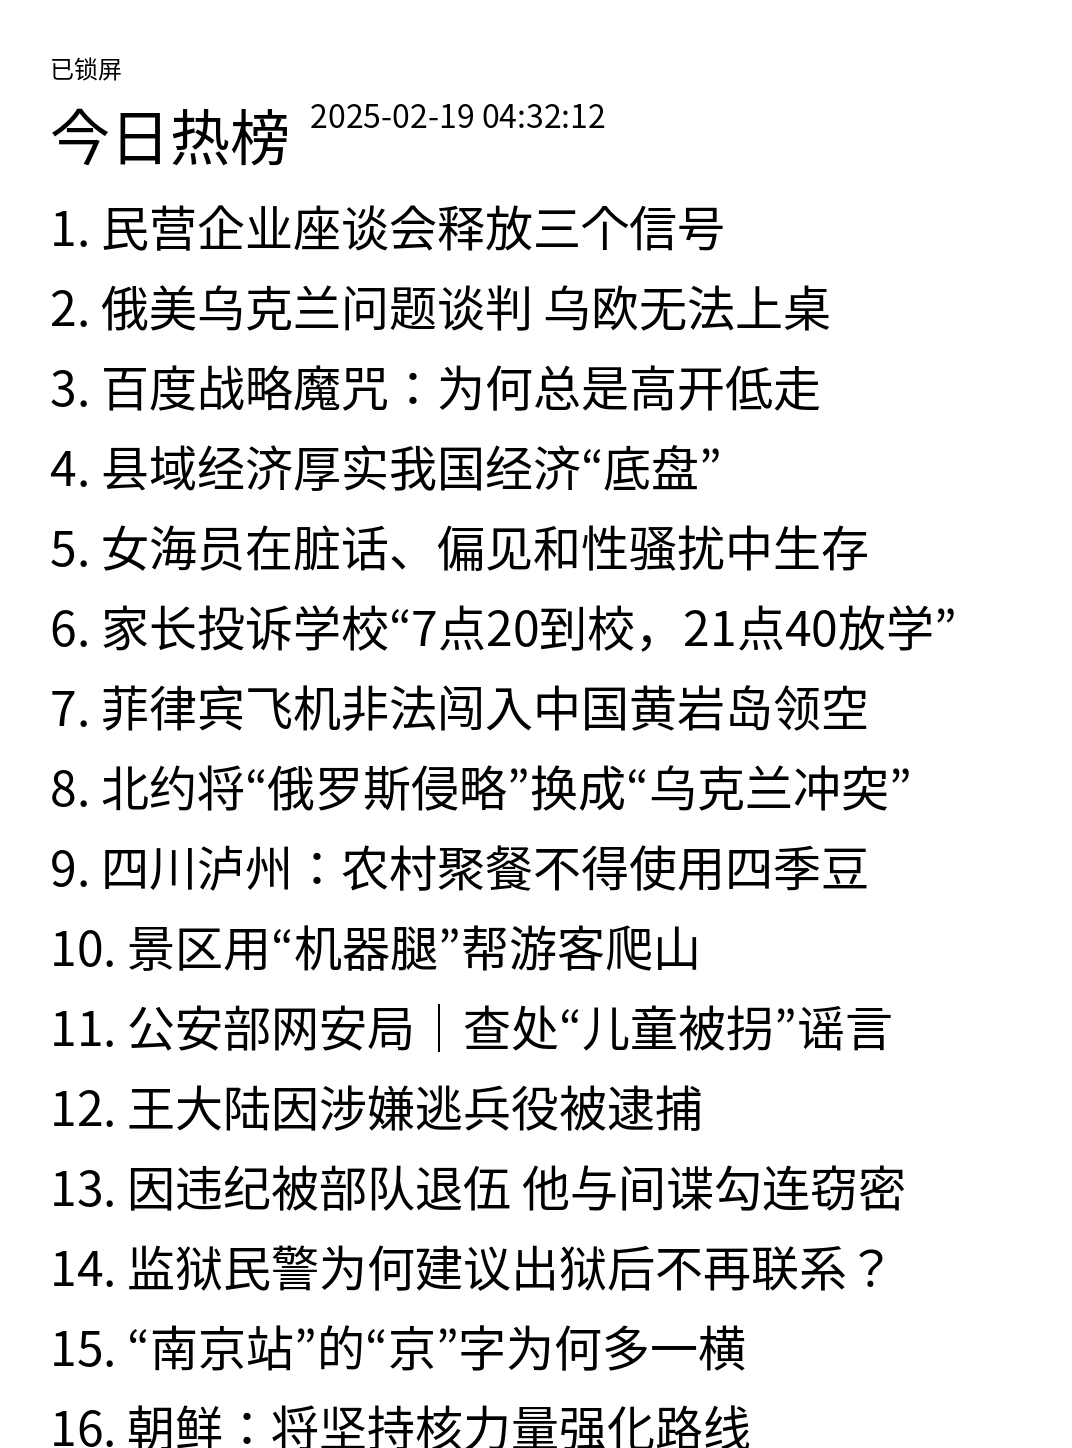 已锁屏
今日热榜 2025-02-19 04:32:12
1. 民营企业座谈会释放三个信号
2. 俄美乌克兰问题谈判 乌欧无法上桌
3. 百度战略魔咒：为何总是高开低走
4. 县域经济厚实我国经济“底盘”
5. 女海员在脏话、偏见和性骚扰中生存
6. 家长投诉学校“7点20到校，21点40放学”
7. 菲律宾飞机非法闯入中国黄岩岛领空
8. 北约将“俄罗斯侵略”换成“乌克兰冲突”
9. 四川泸州：农村聚餐不得使用四季豆
10. 景区用“机器腿”帮游客爬山
11. 公安部网安局｜查处“儿童被拐”谣言
12. 王大陆因涉嫌逃兵役被逮捕
13. 因违纪被部队退伍 他与间谍勾连窃密
14. 监狱民警为何建议出狱后不再联系？
15. “南京站”的“京”字为何多一横
16. 朝鲜：将坚持核力量强化路线